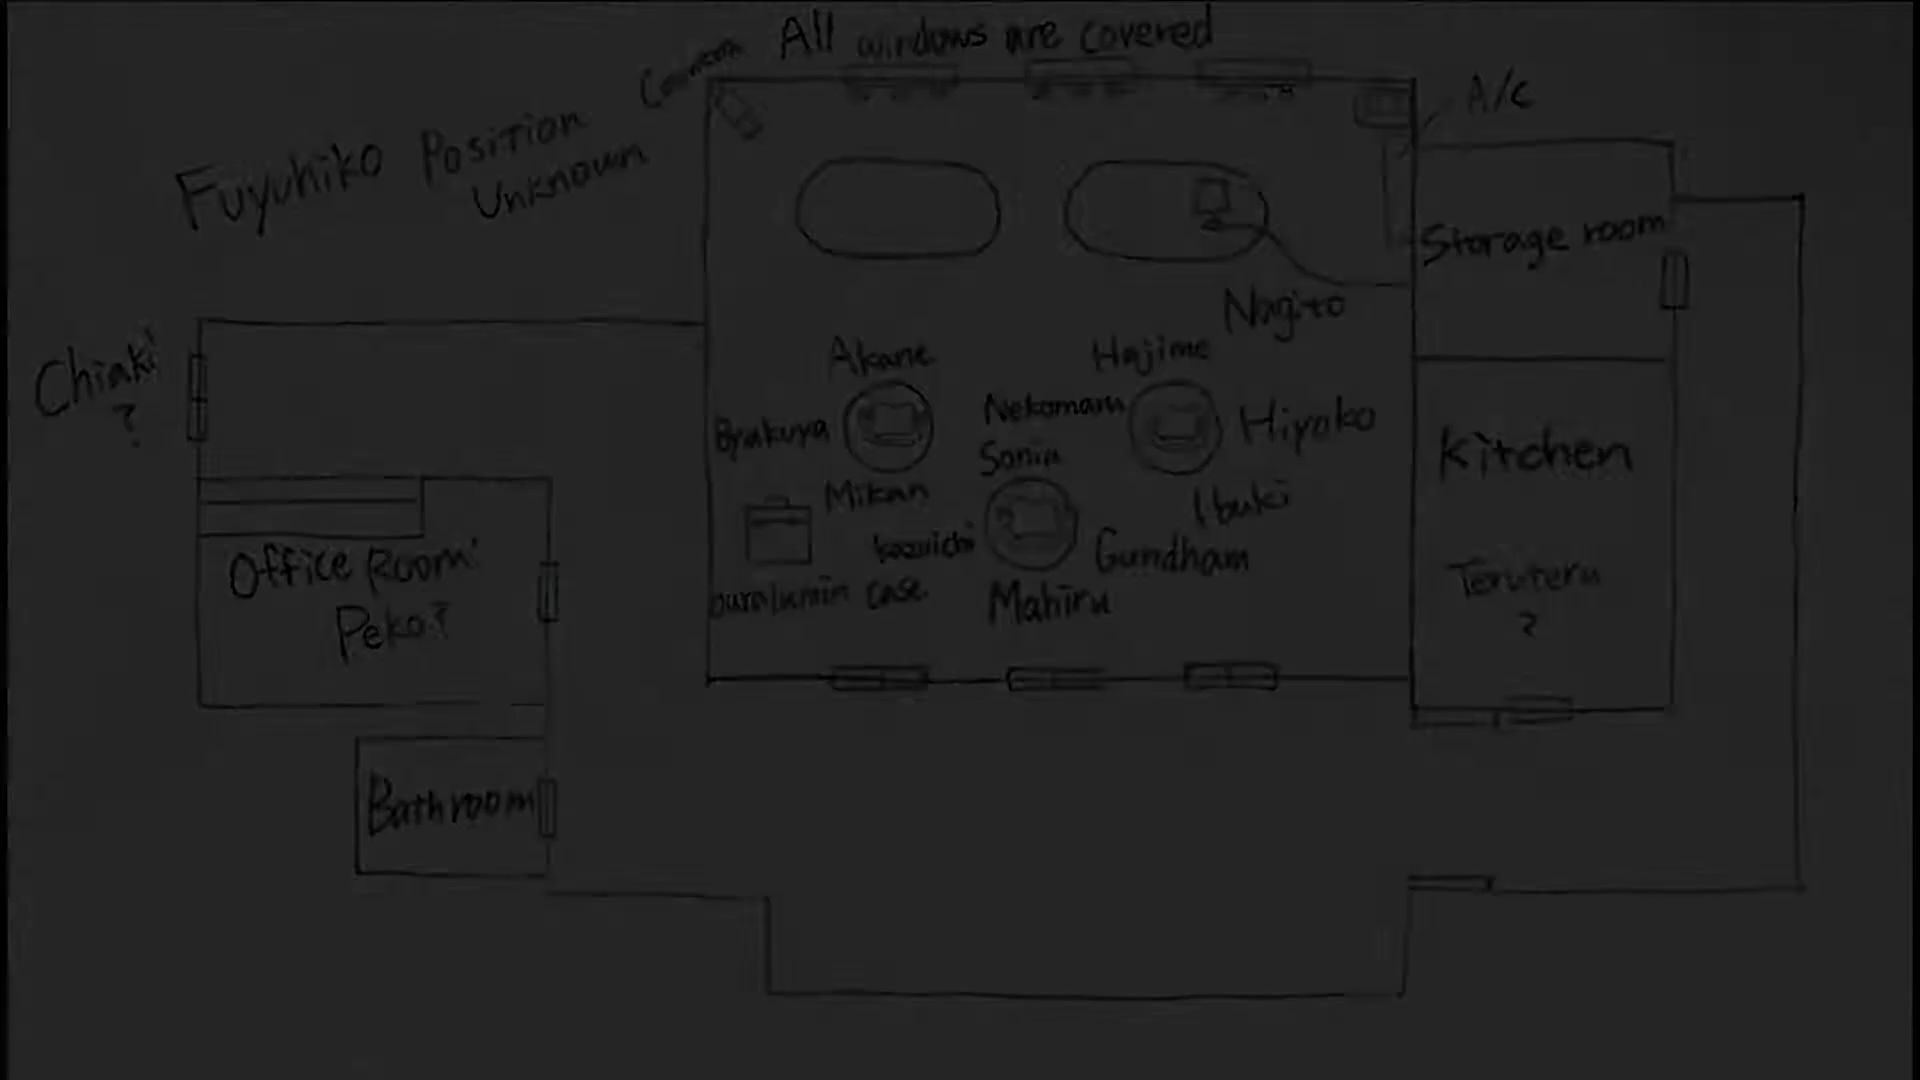 All windows are covered
Camera
A/C
Fuyuhiko Position
Unknown
Storage room
Nagito
Chiaki
?
Akane
Hajime
Byakuya
Nekomaru
Hiyoko
Sonia
Kitchen
Mikan
Ibuki
kazuichi
Gundham
Office Room
Peko?
Duralumin case
Mahiru
Teruteru
?
Bathroom